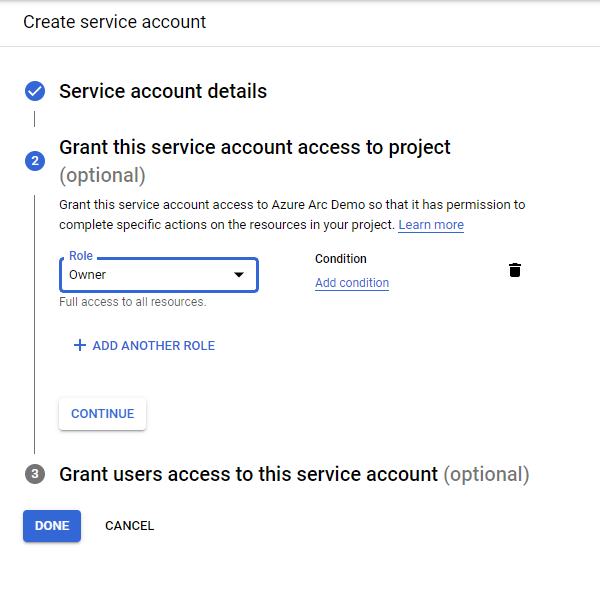 Create service account
Service account details
2
Grant this service account access to project
(optional)
Grant this service account access to Azure Arc Demo so that it has permission to
complete specific actions on the resources in your project. Learn more
Role
Owner
Full access to all resources.
Condition
Add condition
ADD ANOTHER ROLE
CONTINUE
3
Grant users access to this service account (optional)
DONE
CANCEL